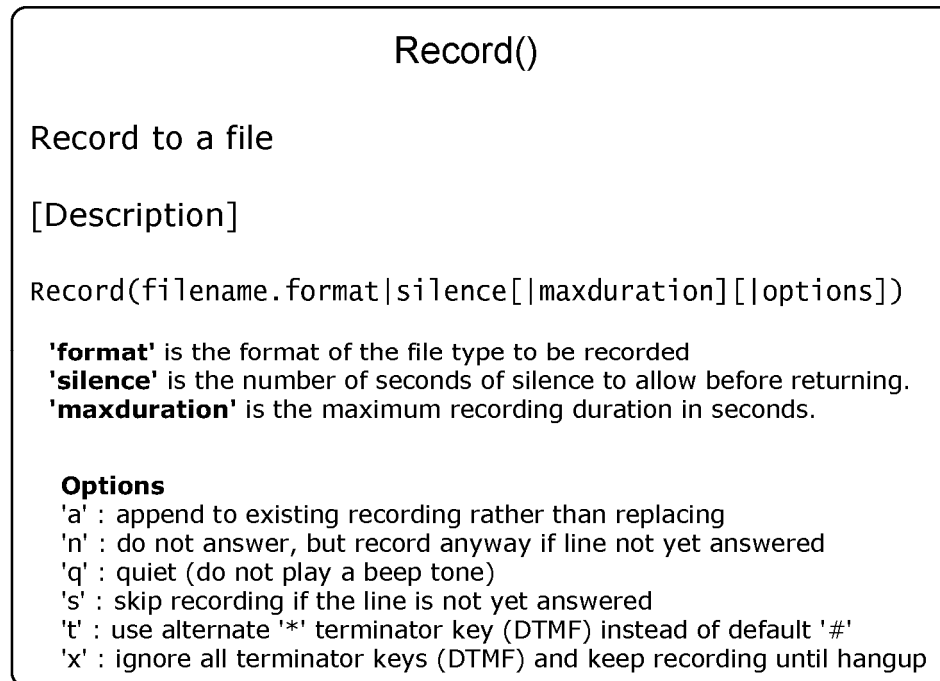 Record()
Record to a file
[Description]
Record(filename.format|silence[|maxduration][|options])
'format' is the format of the file type to be recorded
'silence' is the number of seconds of silence to allow before returning.
'maxduration' is the maximum recording duration in seconds.
Options
'a' : append to existing recording rather than replacing
'n' : do not answer, but record anyway if line not yet answered
'q' : quiet (do not play a beep tone)
's' : skip recording if the line is not yet answered
't' : use alternate '*' terminator key (DTMF) instead of default '#'
'x' : ignore all terminator keys (DTMF) and keep recording until hangup